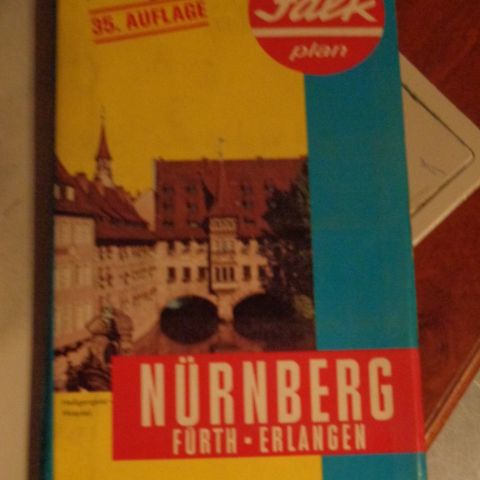 35. AUFLAGE
Falk
plan
NÜRNBERG
FÜRTH · ERLANGEN